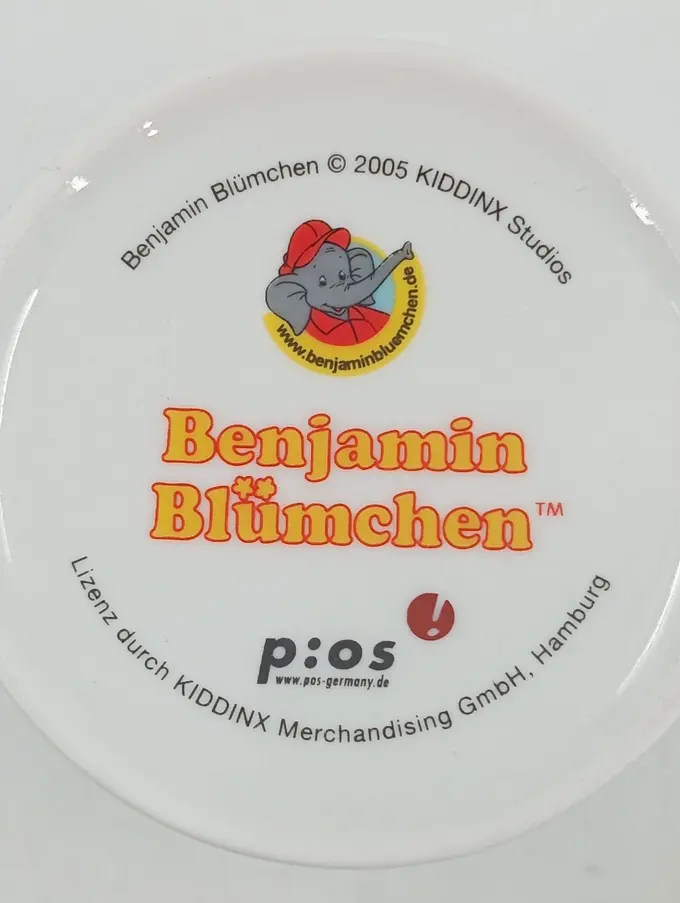 Benjamin Blümchen © 2005 KIDDINX Studios
www.benjaminbluemchen.de
Benjamin
Blümchen™
p:os
www.pos-germany.de
Lizenz durch KIDDINX Merchandising GmbH, Hamburg